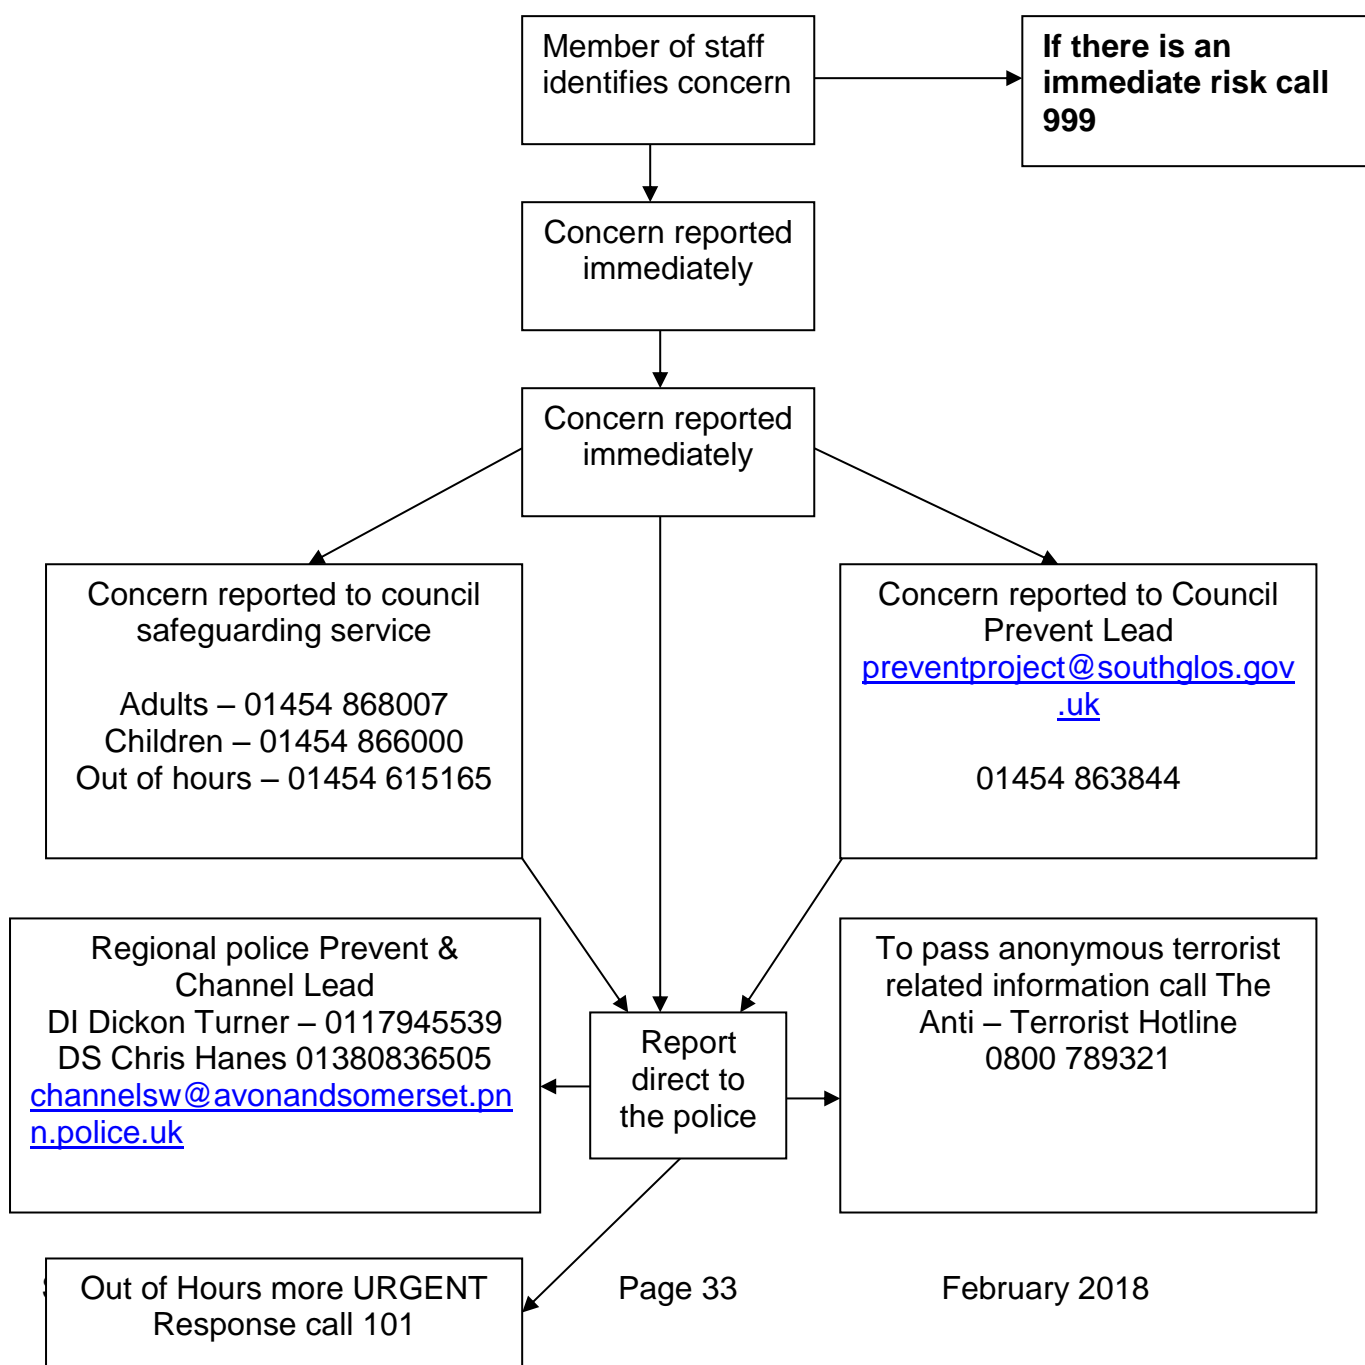 Member of staff
identifies concern
If there is an
immediate risk call
999
Concern reported
immediately
Concern reported
immediately
Concern reported to council
safeguarding service
Adults – 01454 868007
Children – 01454 866000
Out of hours – 01454 615165
Concern reported to Council
Prevent Lead
preventproject@southglos.gov
.uk
01454 863844
Regional police Prevent &
Channel Lead
DI Dickon Turner – 0117945539
DS Chris Hanes 01380836505
channelsw@avonandsomerset.pn
n.police.uk
Report
direct to
the police
To pass anonymous terrorist
related information call The
Anti – Terrorist Hotline
0800 789321
Out of Hours more URGENT
Response call 101
Page 33
February 2018